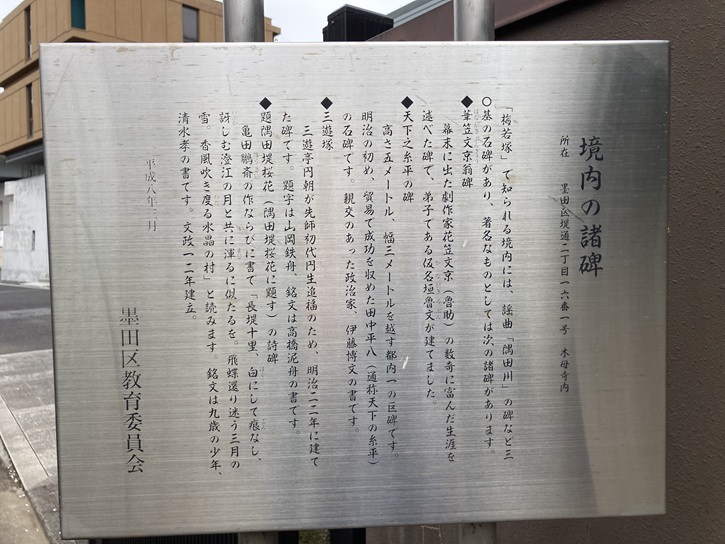 境内の諸碑
所在　墨田区堤通二丁目一六番一号　木母寺内
「梅若塚」で知られる境内には、謡曲「隅田川」の碑など三
〇基の石碑があり、著名なものとしては次の諸碑があります。
◆華笠文京翁碑
幕末に出た劇作家花笠文京（魯助）の数奇に富んだ生涯を
述べた碑で、弟子である仮名垣魯文が建てました。
◆天下之糸平の碑
高さ五メートル、幅三メートルを越す都内一の巨碑です。
明治の初め、貿易で成功を収めた田中平八（通称天下の糸平）
の石碑です。親交のあった政治家、伊藤博文の書です。
◆三遊塚
三遊亭円朝が先師初代円生追福のため、明治二二年に建て
た碑です。題字は山岡鉄舟、銘文は高橋泥舟の書です。
◆題隅田堤桜花（隅田堤桜花に題す）の詩碑
亀田鵬斎の作ならびに書で「長堤十里、白にして痕なし、
訝しむ澄江の月と共に渾るに似たるを。飛蝶還り迷う三月の
雪。香風吹き度る水晶の村」と読みます。銘文は九歳の少年、
清水孝の書です。文政一二年建立。
平成八年二月
墨田区教育委員会